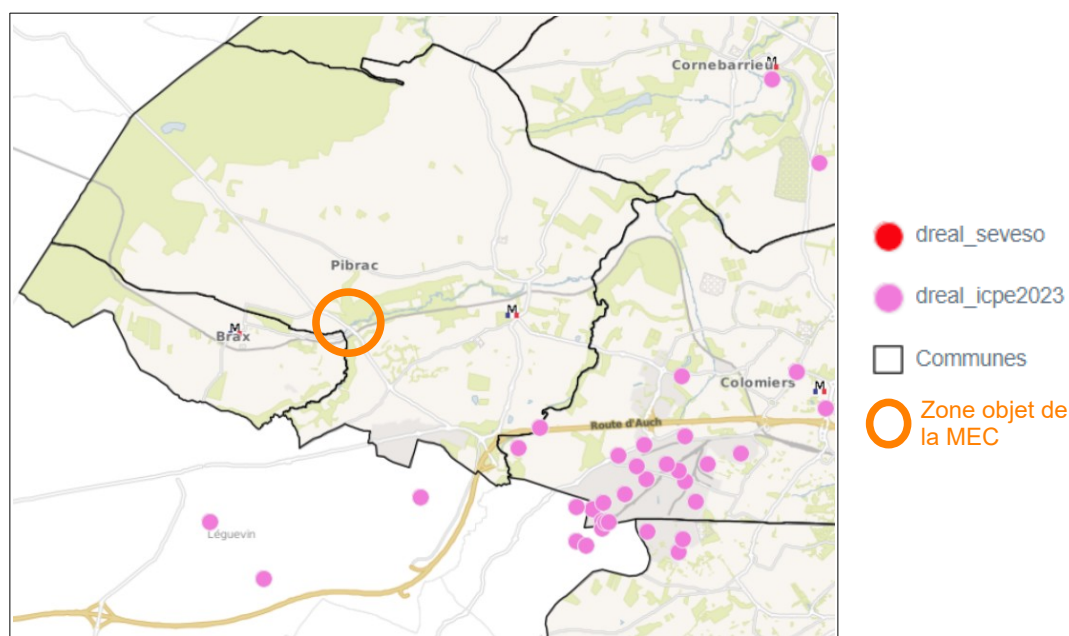 Cornebarrieu
M
Pibrac
M
M
Brax
Colomiers
M
Route d'Auch
Léguevin
dreal_seveso
dreal_icpe2023
Communes
Zone objet de
la MEC